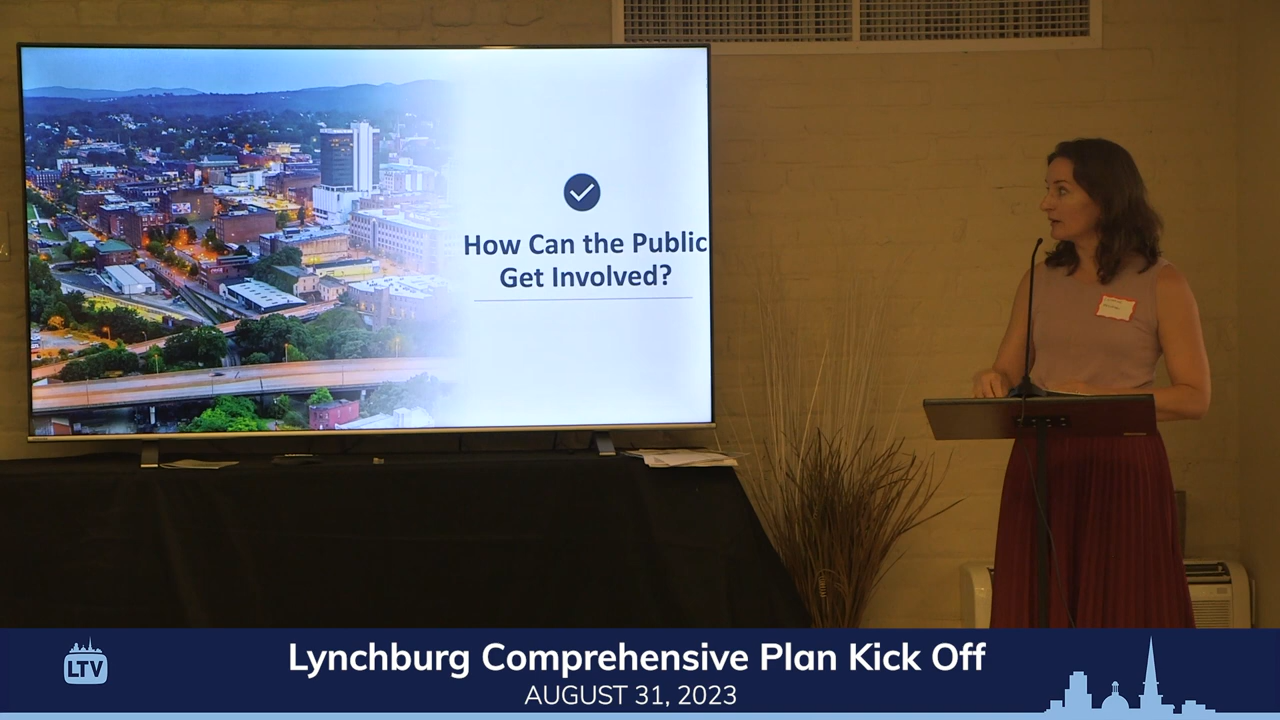 How Can the Public
Get Involved?
LTV
Lynchburg Comprehensive Plan Kick Off
AUGUST 31, 2023